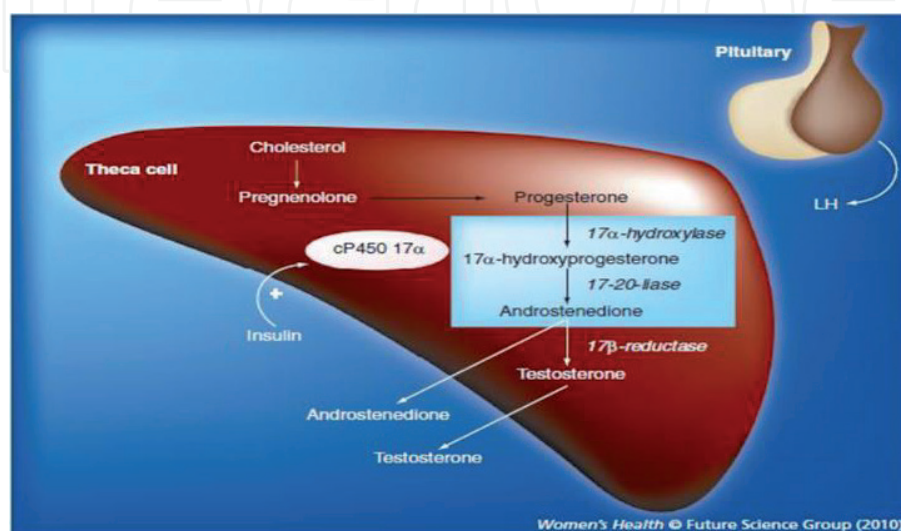 Pituitary
Cholesterol
Theca cell
Pregnenolone
Progesterone
LH
17α-hydroxylase
cP450 17α
17α-hydroxyprogesterone
17-20-liase
Androstenedione
Insulin
+
17β-reductase
Testosterone
Androstenedione
Testosterone
Women's Health © Future Science Group (2010)